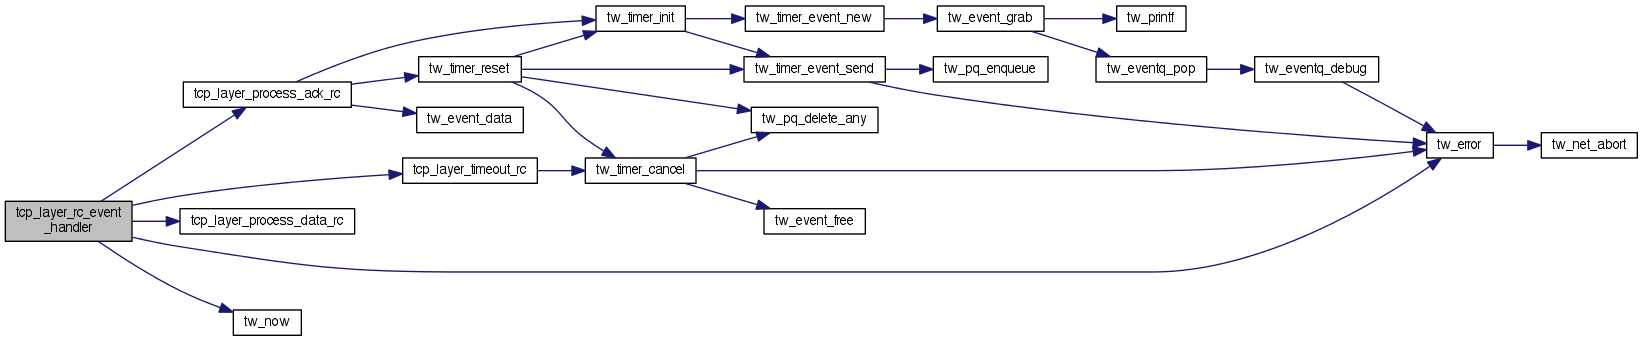 tw_timer_init
tw_timer_event_new
tw_event_grab
tw_printf
tw_timer_reset
tw_timer_event_send
tw_pq_enqueue
tw_eventq_pop
tw_eventq_debug
tcp_layer_process_ack_rc
tw_event_data
tw_pq_delete_any
tw_error
tw_net_abort
tcp_layer_timeout_rc
tw_timer_cancel
tcp_layer_rc_event
_handler
tcp_layer_process_data_rc
tw_event_free
tw_now